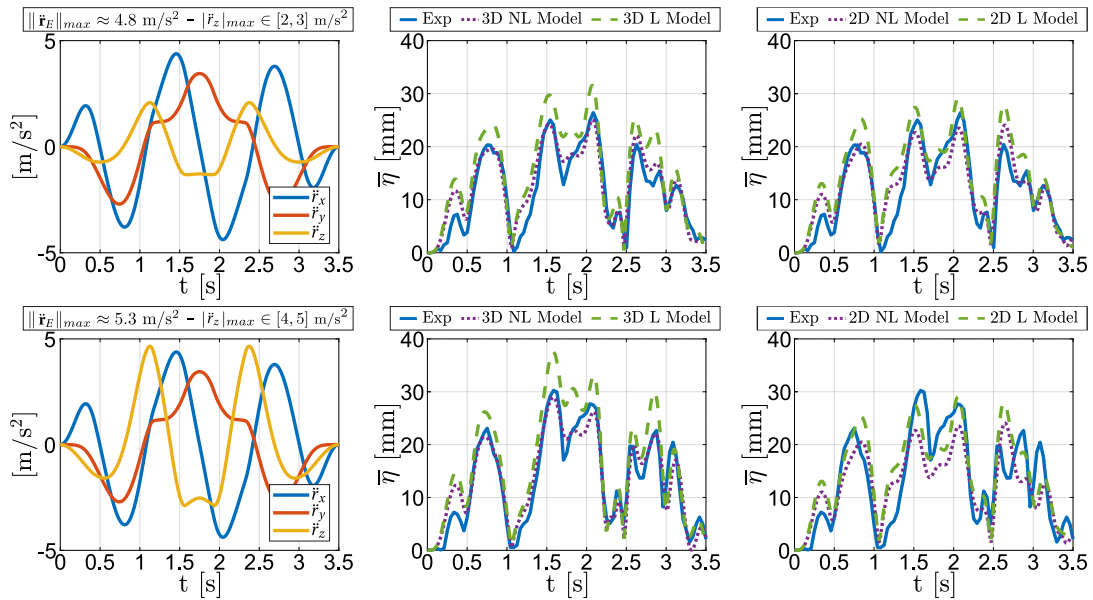 ‖ r̈_E‖_max ≈ 4.8 m/s² – |r̈_z|_max ∈ [2, 3] m/s²
5
0
-5
[m/s²]
r̈_x
r̈_y
r̈_z
0 0.5 1 1.5 2 2.5 3 3.5
t [s]
Exp 3D NL Model 3D L Model
40
30
20
10
0
η̅ [mm]
0 0.5 1 1.5 2 2.5 3 3.5
t [s]
Exp 2D NL Model 2D L Model
40
30
20
10
0
η̅ [mm]
0 0.5 1 1.5 2 2.5 3 3.5
t [s]
‖ r̈_E‖_max ≈ 5.3 m/s² – |r̈_z|_max ∈ [4, 5] m/s²
5
0
-5
[m/s²]
r̈_x
r̈_y
r̈_z
0 0.5 1 1.5 2 2.5 3 3.5
t [s]
Exp 3D NL Model 3D L Model
40
30
20
10
0
η̅ [mm]
0 0.5 1 1.5 2 2.5 3 3.5
t [s]
Exp 2D NL Model 2D L Model
40
30
20
10
0
η̅ [mm]
0 0.5 1 1.5 2 2.5 3 3.5
t [s]